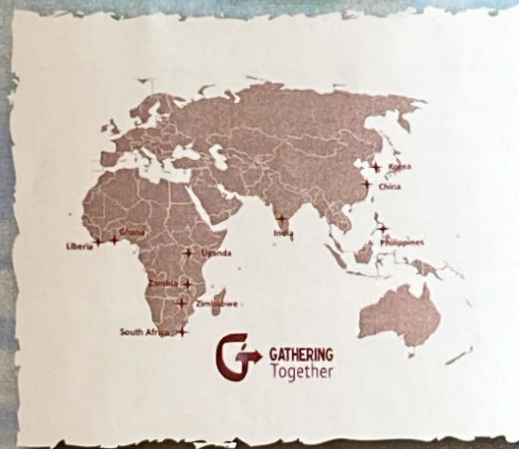 Korea
China
India
Philippines
Ghana
Liberia
Uganda
Zambia
Zimbabwe
South Africa
GATHERING
Together